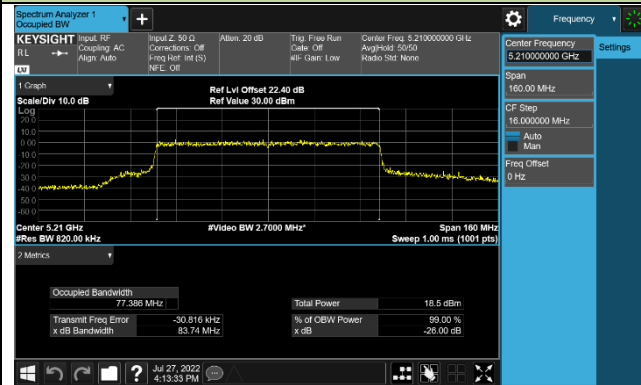 Spectrum Analyzer 1
Occupied BW
Frequency
KEYSIGHT
Input: RF
Coupling: AC
Align: Auto
Input Z: 50 Ω
Corrections: Off
Freq Ref: Int (S)
NFE: Off
Atten: 20 dB
Trig: Free Run
Gate: Off
#IF Gain: Low
Center Freq: 5.210000000 GHz
Avg|Hold: 50/50
Radio Std: None
RL
LXI
Center Frequency
5.210000000 GHz
Settings
Span
160.00 MHz
CF Step
16.000000 MHz
Auto
Man
Freq Offset
0 Hz
1 Graph
Scale/Div 10.0 dB
Ref Lvl Offset 22.40 dB
Ref Value 30.00 dBm
Log
20.0
10.0
0.00
-10.0
-20.0
-30.0
-40.0
-50.0
-60.0
Center 5.21 GHz
#Res BW 820.00 kHz
#Video BW 2.7000 MHz*
Span 160 MHz
Sweep 1.00 ms (1001 pts)
2 Metrics
Occupied Bandwidth
77.386 MHz
Total Power
18.5 dBm
Transmit Freq Error
-30.816 kHz
% of OBW Power
99.00 %
x dB Bandwidth
83.74 MHz
x dB
-26.00 dB
?
Jul 27, 2022
4:13:33 PM